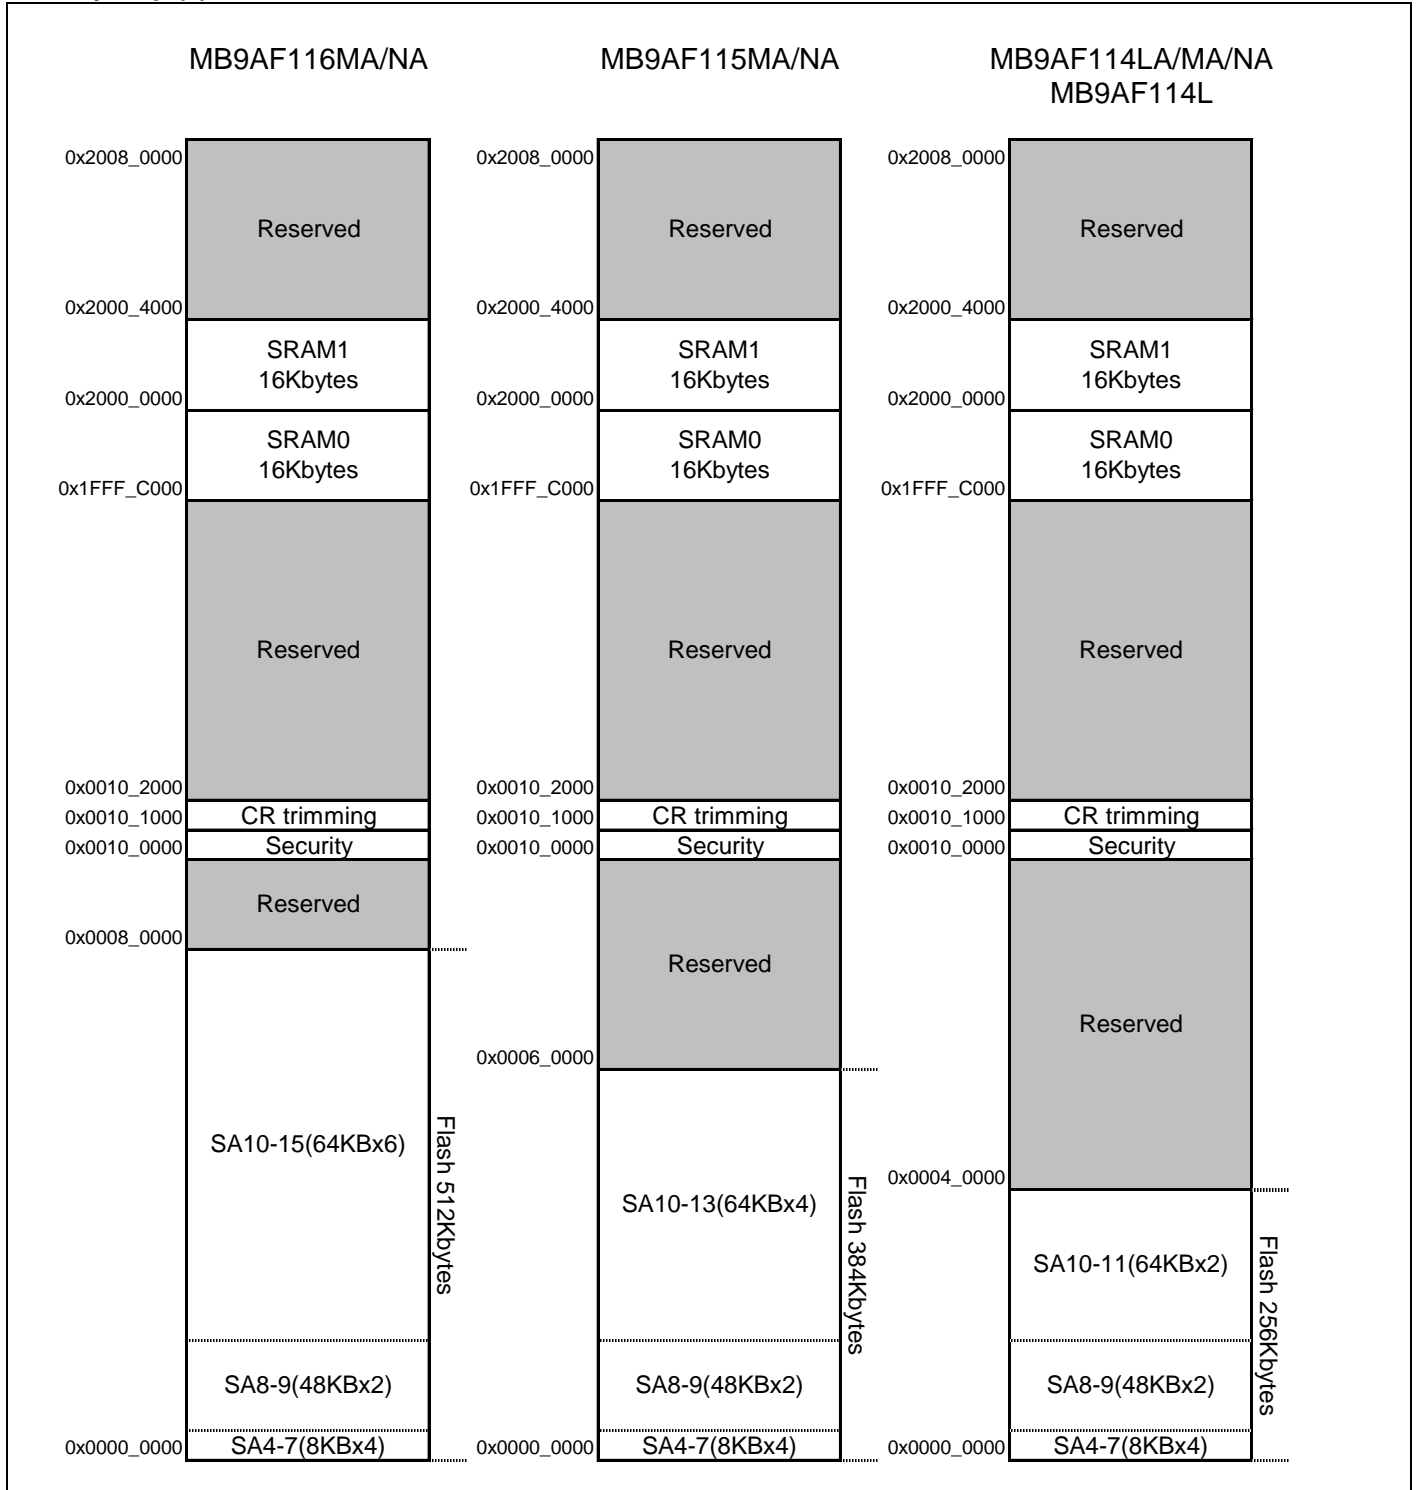 MB9AF116MA/NA
0x2008_0000
Reserved
0x2000_4000
SRAM1
16Kbytes
0x2000_0000
SRAM0
16Kbytes
0x1FFF_C000
Reserved
0x0010_2000
CR trimming
0x0010_1000
Security
0x0010_0000
Reserved
0x0008_0000
SA10-15(64KBx6)
Flash 512Kbytes
SA8-9(48KBx2)
SA4-7(8KBx4)
0x0000_0000
MB9AF115MA/NA
0x2008_0000
Reserved
0x2000_4000
SRAM1
16Kbytes
0x2000_0000
SRAM0
16Kbytes
0x1FFF_C000
Reserved
0x0010_2000
CR trimming
0x0010_1000
Security
0x0010_0000
Reserved
0x0006_0000
SA10-13(64KBx4)
Flash 384Kbytes
SA8-9(48KBx2)
SA4-7(8KBx4)
0x0000_0000
MB9AF114LA/MA/NA
MB9AF114L
0x2008_0000
Reserved
0x2000_4000
SRAM1
16Kbytes
0x2000_0000
SRAM0
16Kbytes
0x1FFF_C000
Reserved
0x0010_2000
CR trimming
0x0010_1000
Security
0x0010_0000
Reserved
0x0004_0000
SA10-11(64KBx2)
Flash 256Kbytes
SA8-9(48KBx2)
SA4-7(8KBx4)
0x0000_0000